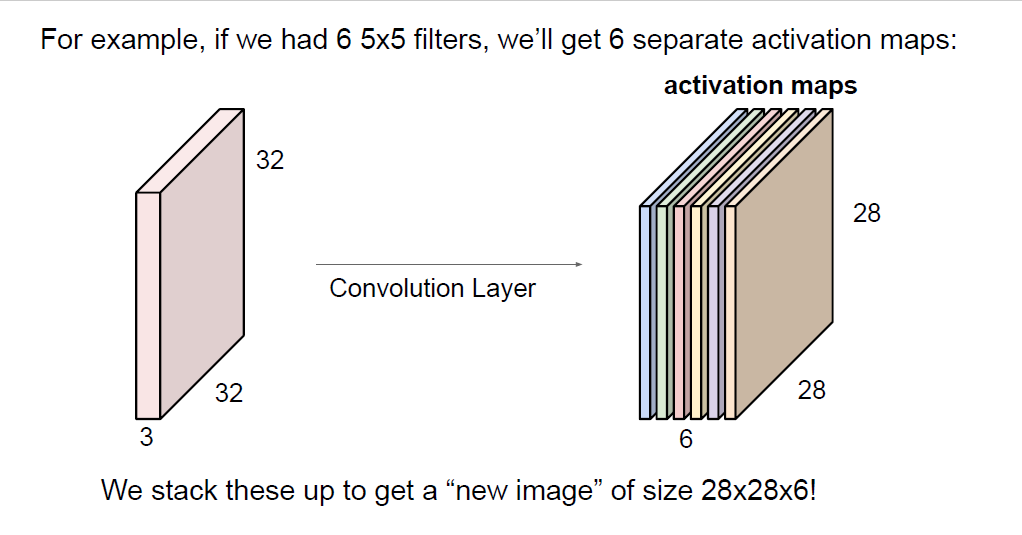 For example, if we had 6 5x5 filters, we'll get 6 separate activation maps:
activation maps
32
28
Convolution Layer
32
28
3
6
We stack these up to get a “new image” of size 28x28x6!